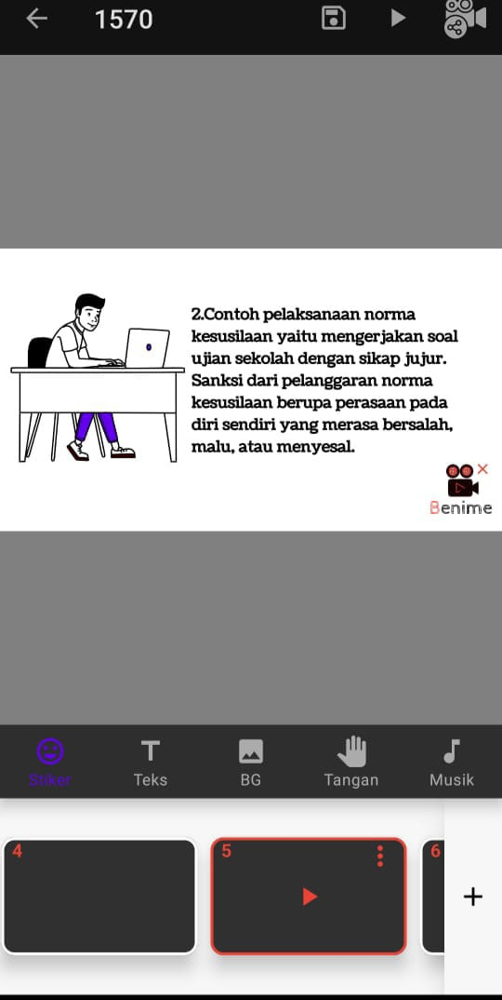 1570
2.Contoh pelaksanaan norma
kesusilaan yaitu mengerjakan soal
ujian sekolah dengan sikap jujur.
Sanksi dari pelanggaran norma
kesusilaan berupa perasaan pada
diri sendiri yang merasa bersalah,
malu, atau menyesal.
Benime
Stiker Teks BG Tangan Musik
4 5 6